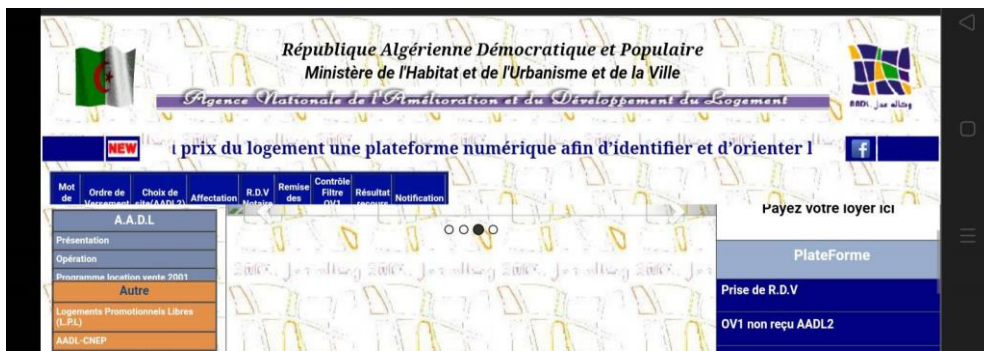 République Algérienne Démocratique et Populaire
Ministère de l'Habitat et de l'Urbanisme et de la Ville
Agence Nationale de l'Amélioration et du Développement du Logement
NEW
prix du logement une plateforme numérique afin d'identifier et d'orienter l
Mot de
Ordre de Versement
Choix de site(AADL2)
Affectation
R.D.V Notaire
Remise des
Contrôle Filtre OV1
Résultat recours
Notification
A.A.D.L
Présentation
Opération
Programme location vente 2001
Autre
Logements Promotionnels Libres
(L.P.L)
AADL-CNEP
Payez votre loyer ici
PlateForme
Prise de R.D.V
OV1 non reçu AADL2